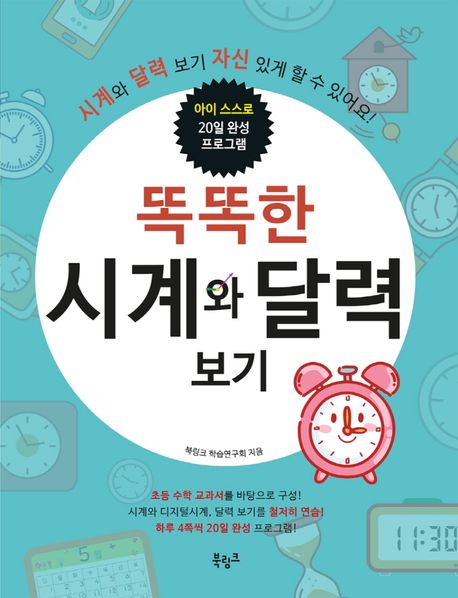 시계와 달력 보기 자신 있게 할 수 있어요!
아이 스스로
20일 완성
프로그램
똑똑한
시계와 달력
보기
북링크 학습연구회 지음
초등 수학 교과서를 바탕으로 구성!
시계와 디지털시계, 달력 보기를 철저히 연습!
하루 4쪽씩 20일 완성 프로그램!
11:30
북링크